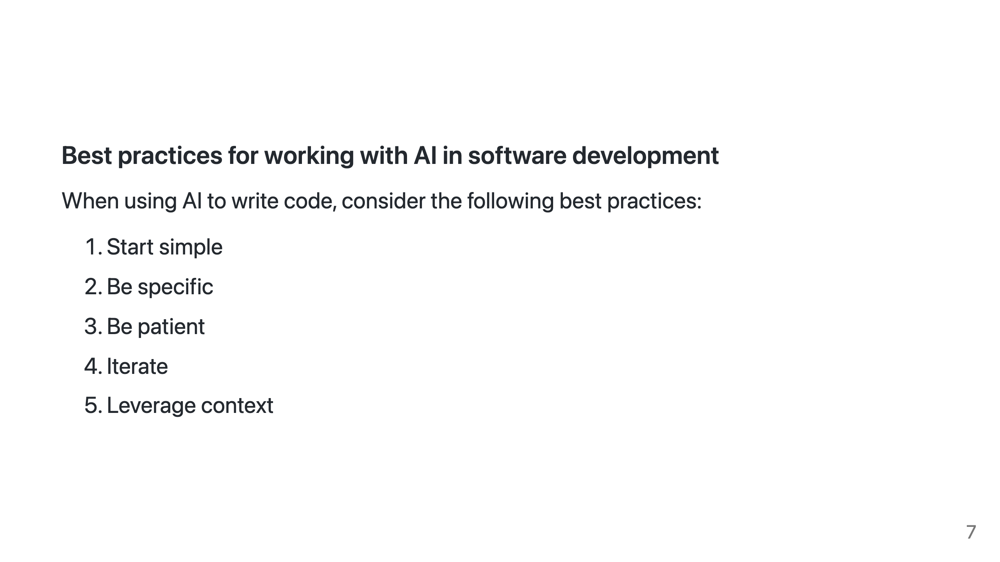 Best practices for working with AI in software development
When using AI to write code, consider the following best practices:
1. Start simple
2. Be specific
3. Be patient
4. Iterate
5. Leverage context
7